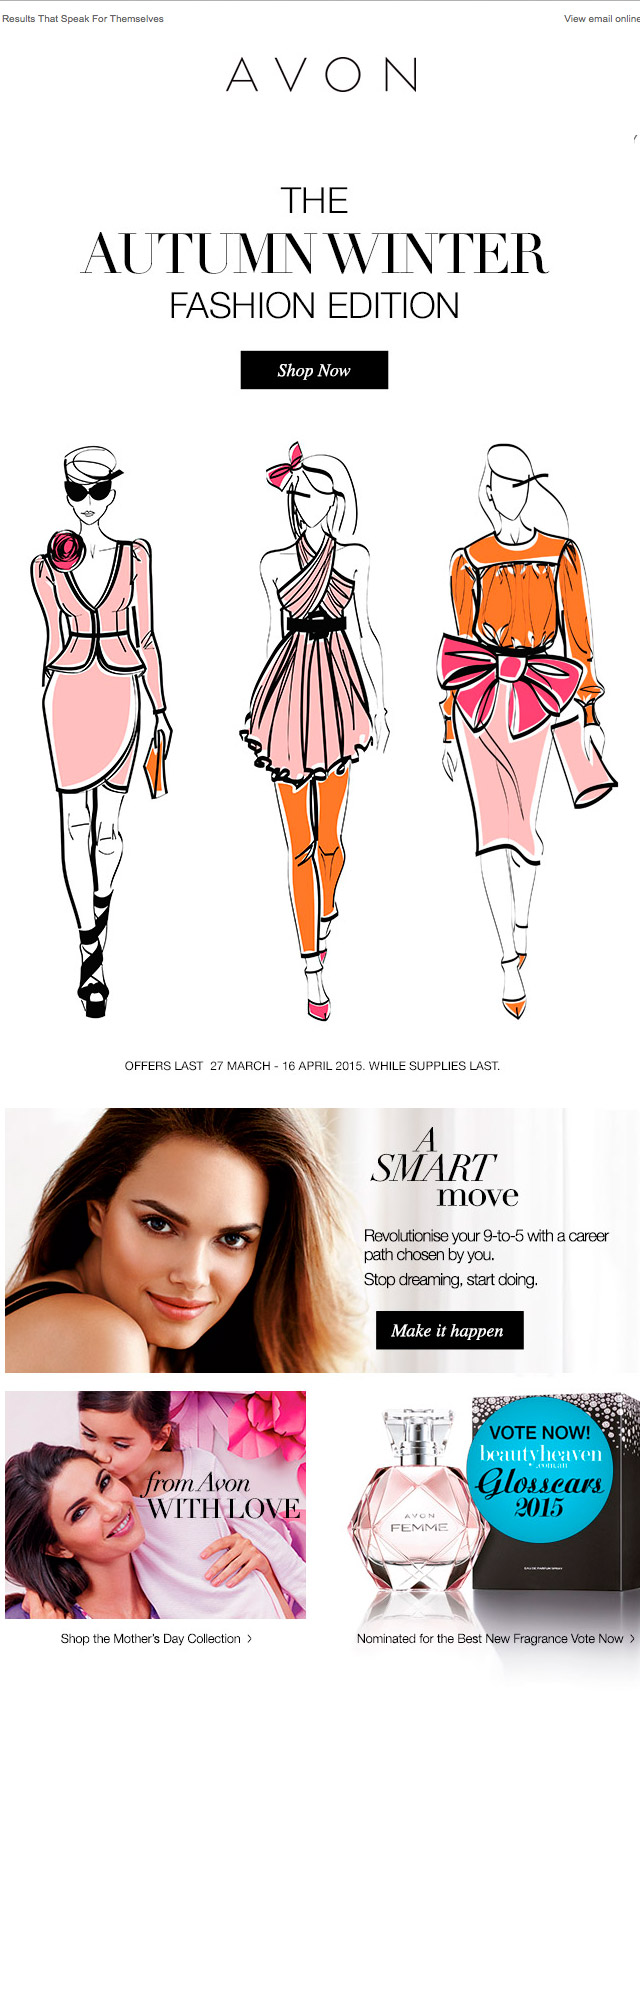 Results That Speak For Themselves
View email online
AVON
THE
AUTUMN WINTER
FASHION EDITION
Shop Now
OFFERS LAST 27 MARCH - 16 APRIL 2015. WHILE SUPPLIES LAST.
A
SMART
move
Revolutionise your 9-to-5 with a career
path chosen by you.
Stop dreaming, start doing.
Make it happen
from Avon
WITH LOVE
Shop the Mother's Day Collection >
VOTE NOW!
beautyheaven
.com.au
Glosscars
2015
AVON
FEMME
EAU DE PARFUM SPRAY
Nominated for the Best New Fragrance Vote Now >